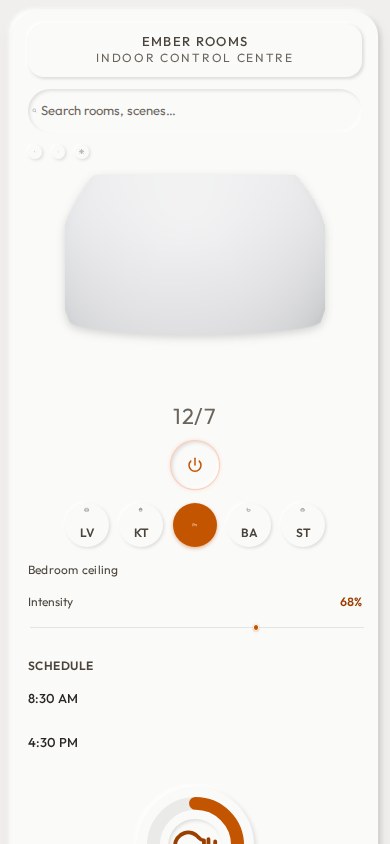 EMBER ROOMS
INDOOR CONTROL CENTRE
Search rooms, scenes...
12/7
LV KT BA ST
Bedroom ceiling
Intensity 68%
SCHEDULE
8:30 AM
4:30 PM